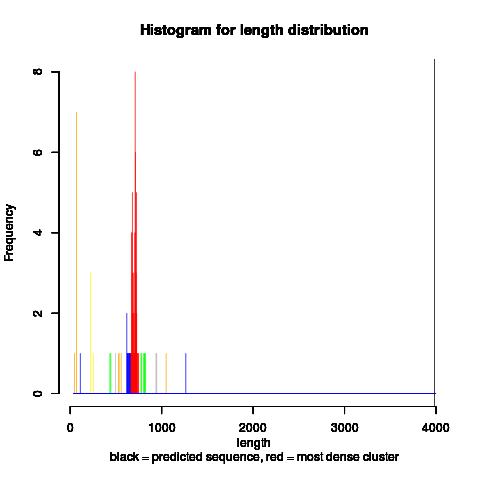 Histogram for length distribution
8
6
4
2
0
Frequency
0 1000 2000 3000 4000
length
black = predicted sequence, red = most dense cluster